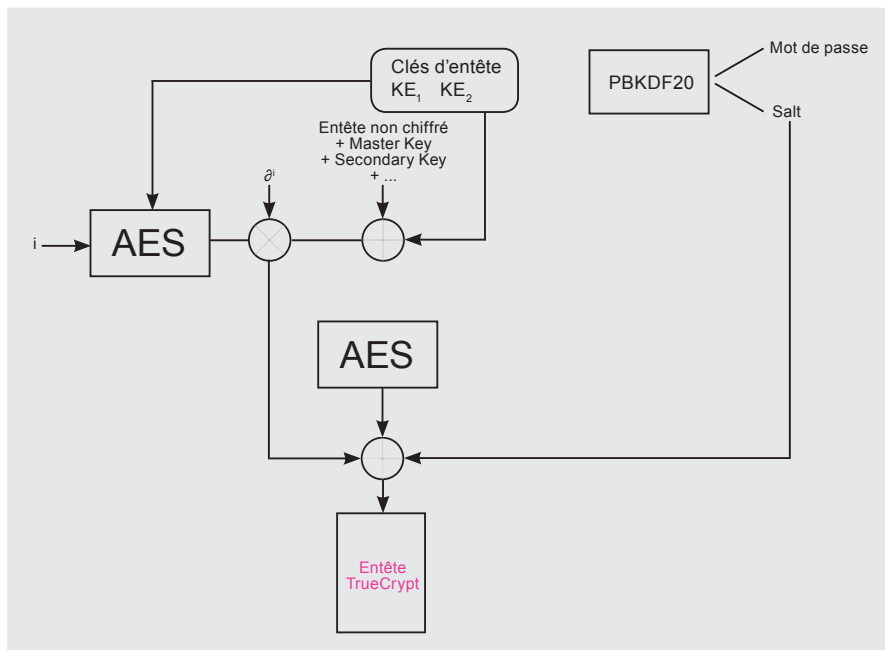 Clés d'entête
KE₁ KE₂
PBKDF20
Mot de passe
Salt
Entête non chiffré
+ Master Key
+ Secondary Key
+ ...
∂ⁱ
i
AES
AES
Entête
TrueCrypt